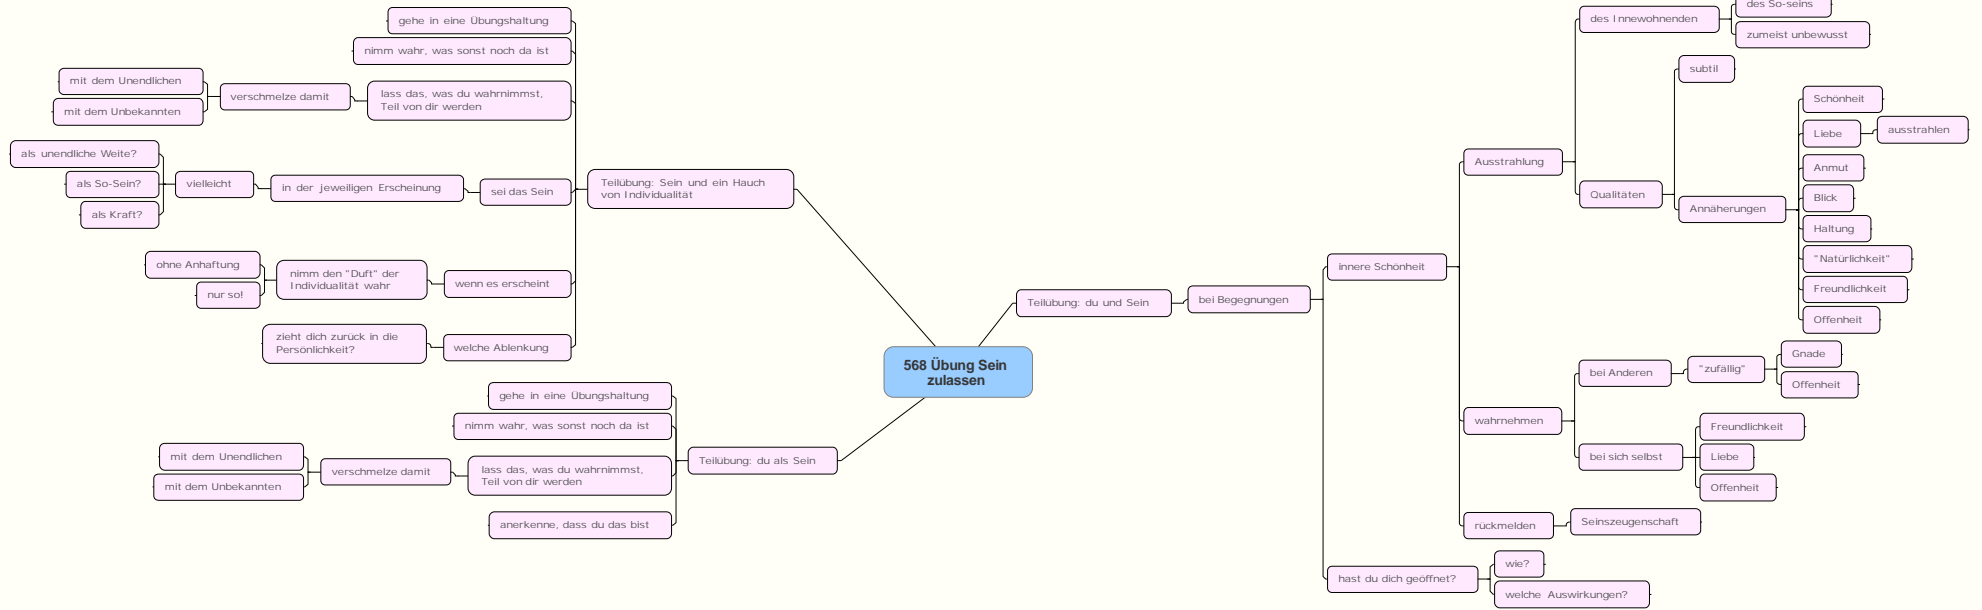 568 Übung Sein
zulassen
Teilübung: du und Sein
bei Begegnungen
innere Schönheit
Ausstrahlung
des Innewohnenden
des So-seins
zumeist unbewusst
Qualitäten
subtil
Annäherungen
Schönheit
Liebe
ausstrahlen
Anmut
Blick
Haltung
"Natürlichkeit"
Freundlichkeit
Offenheit
wahrnehmen
bei Anderen
"zufällig"
Gnade
Offenheit
bei sich selbst
Freundlichkeit
Liebe
Offenheit
rückmelden
Seinszeugenschaft
hast du dich geöffnet?
wie?
welche Auswirkungen?
Teilübung: du als Sein
gehe in eine Übungshaltung
nimm wahr, was sonst noch da ist
lass das, was du wahrnimmst,
Teil von dir werden
verschmelze damit
mit dem Unendlichen
mit dem Unbekannten
anerkenne, dass du das bist
Teilübung: Sein und ein Hauch
von Individualität
gehe in eine Übungshaltung
nimm wahr, was sonst noch da ist
lass das, was du wahrnimmst,
Teil von dir werden
verschmelze damit
mit dem Unendlichen
mit dem Unbekannten
sei das Sein
in der jeweiligen Erscheinung
vielleicht
als unendliche Weite?
als So-Sein?
als Kraft?
wenn es erscheint
nimm den "Duft" der
Individualität wahr
ohne Anhaftung
nur so!
welche Ablenkung
zieht dich zurück in die
Persönlichkeit?